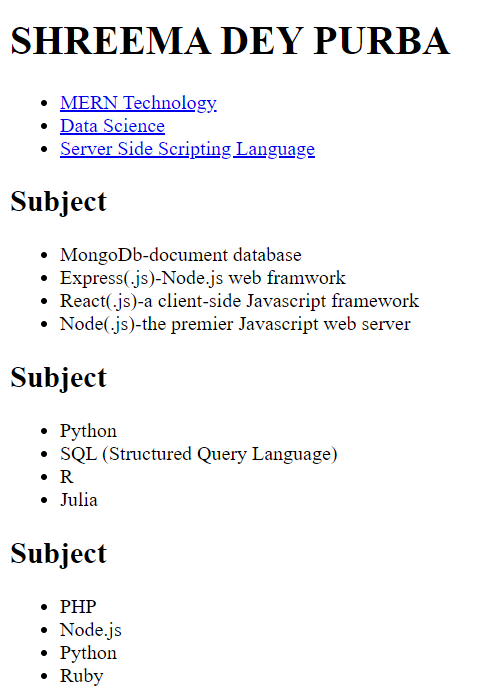 SHREEMA DEY PURBA
MERN Technology
Data Science
Server Side Scripting Language
Subject
MongoDb-document database
Express(.js)-Node.js web framwork
React(.js)-a client-side Javascript framework
Node(.js)-the premier Javascript web server
Subject
Python
SQL (Structured Query Language)
R
Julia
Subject
PHP
Node.js
Python
Ruby